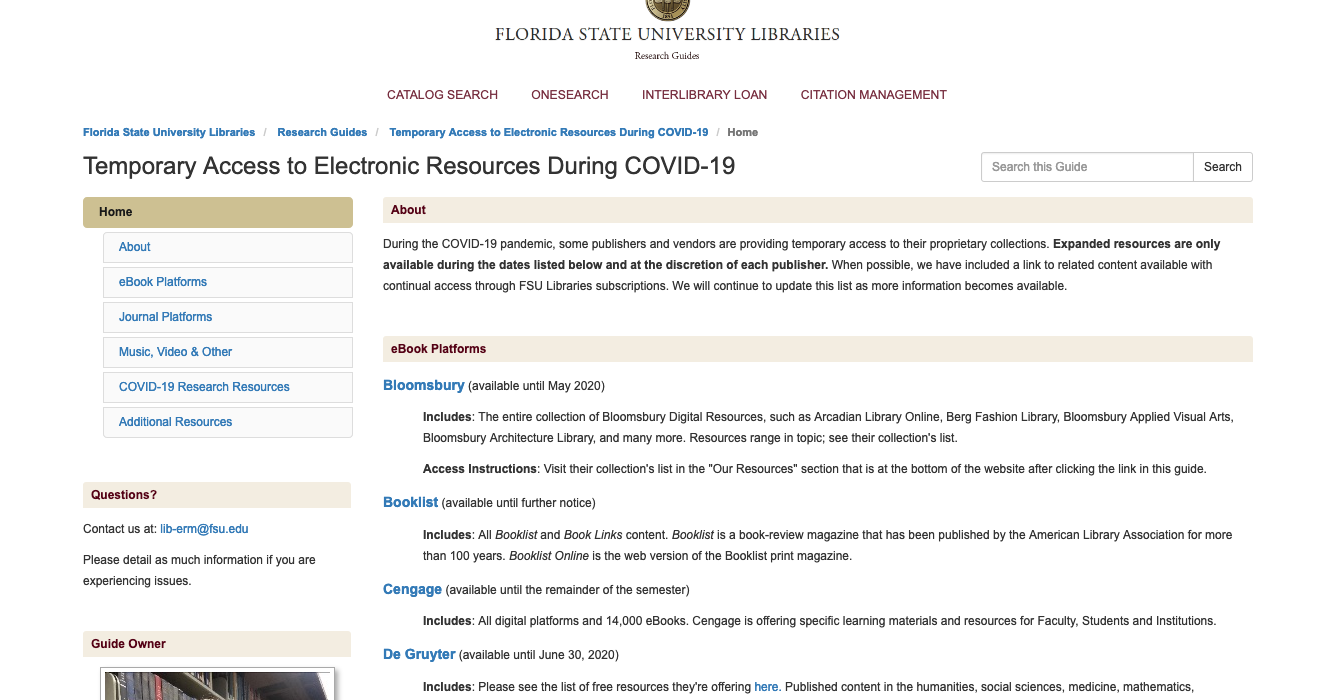 FLORIDA STATE UNIVERSITY LIBRARIES
Research Guides
CATALOG SEARCH ONESEARCH INTERLIBRARY LOAN CITATION MANAGEMENT
Florida State University Libraries / Research Guides / Temporary Access to Electronic Resources During COVID-19 / Home
Temporary Access to Electronic Resources During COVID-19
Search this Guide Search
Home
About
eBook Platforms
Journal Platforms
Music, Video & Other
COVID-19 Research Resources
Additional Resources
Questions?
Contact us at: lib-erm@fsu.edu
Please detail as much information if you are
experiencing issues.
Guide Owner
About
During the COVID-19 pandemic, some publishers and vendors are providing temporary access to their proprietary collections. Expanded resources are only
available during the dates listed below and at the discretion of each publisher. When possible, we have included a link to related content available with
continual access through FSU Libraries subscriptions. We will continue to update this list as more information becomes available.
eBook Platforms
Bloomsbury (available until May 2020)
Includes: The entire collection of Bloomsbury Digital Resources, such as Arcadian Library Online, Berg Fashion Library, Bloomsbury Applied Visual Arts,
Bloomsbury Architecture Library, and many more. Resources range in topic; see their collection's list.
Access Instructions: Visit their collection's list in the "Our Resources" section that is at the bottom of the website after clicking the link in this guide.
Booklist (available until further notice)
Includes: All Booklist and Book Links content. Booklist is a book-review magazine that has been published by the American Library Association for more
than 100 years. Booklist Online is the web version of the Booklist print magazine.
Cengage (available until the remainder of the semester)
Includes: All digital platforms and 14,000 eBooks. Cengage is offering specific learning materials and resources for Faculty, Students and Institutions.
De Gruyter (available until June 30, 2020)
Includes: Please see the list of free resources they're offering here. Published content in the humanities, social sciences, medicine, mathematics,